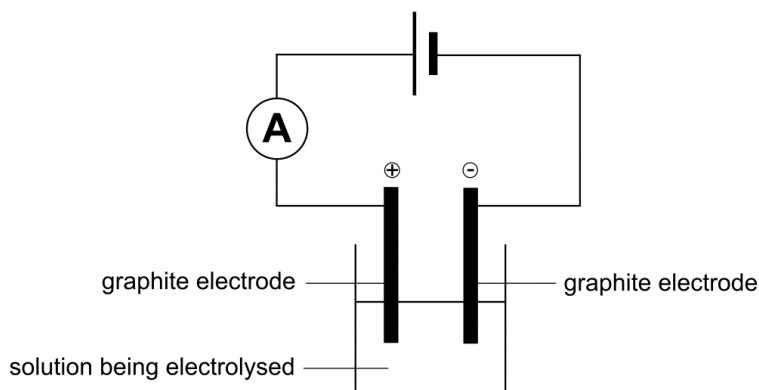 A
+
-
graphite electrode
graphite electrode
solution being electrolysed